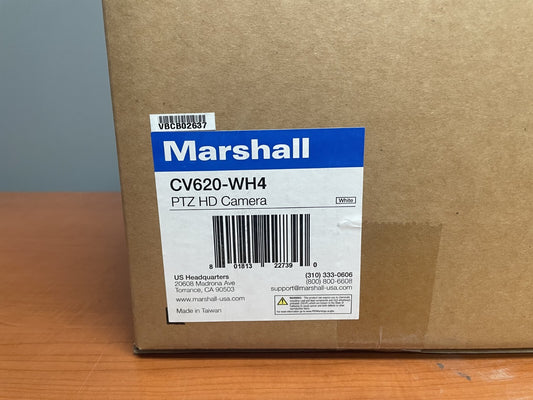 VBCB02637
Marshall
CV620-WH4
PTZ HD Camera
White
8 01813 22739 0
US Headquarters
20608 Madrona Ave
Torrance, CA 90503
www.marshall-usa.com
Made in Taiwan
(310) 333-0606
(800) 800-6608
support@marshall-usa.com
WARNING: